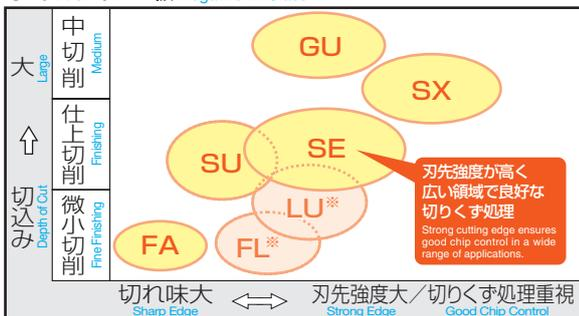 大
Large
切込み
Depth of Cut
中切削
Medium
仕上切削
Finishing
微小切削
Fine Finishing
GU
SX
SU
SE
LU※
FL※
FA
刃先強度が高く
広い領域で良好な
切りくず処理
Strong cutting edge ensures
good chip control in a wide
range of applications.
切れ味大
Sharp Edge
刃先強度大／切りくず処理重視
Strong Edge
Good Chip Control